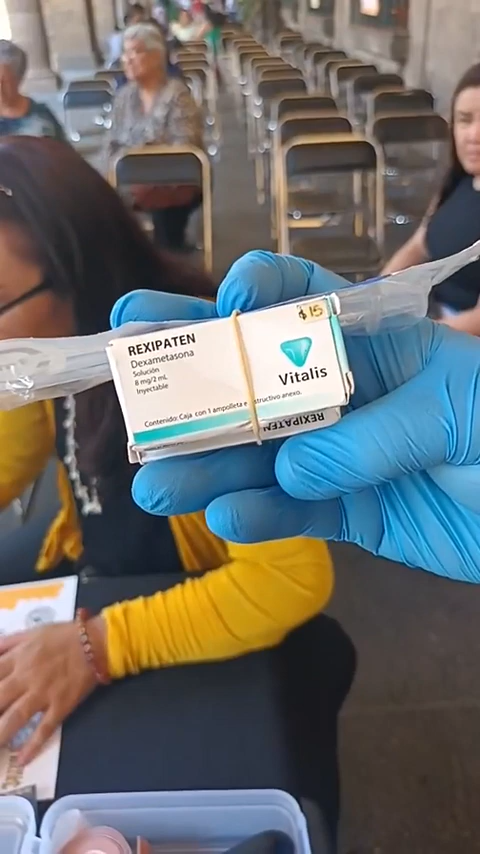 REXIPATEN
Dexametasona
Solución
8 mg/2 mL
Inyectable
$15
Vitalis
Contenido: Caja con 1 ampolleta e instructivo anexo.
REXIPATEN